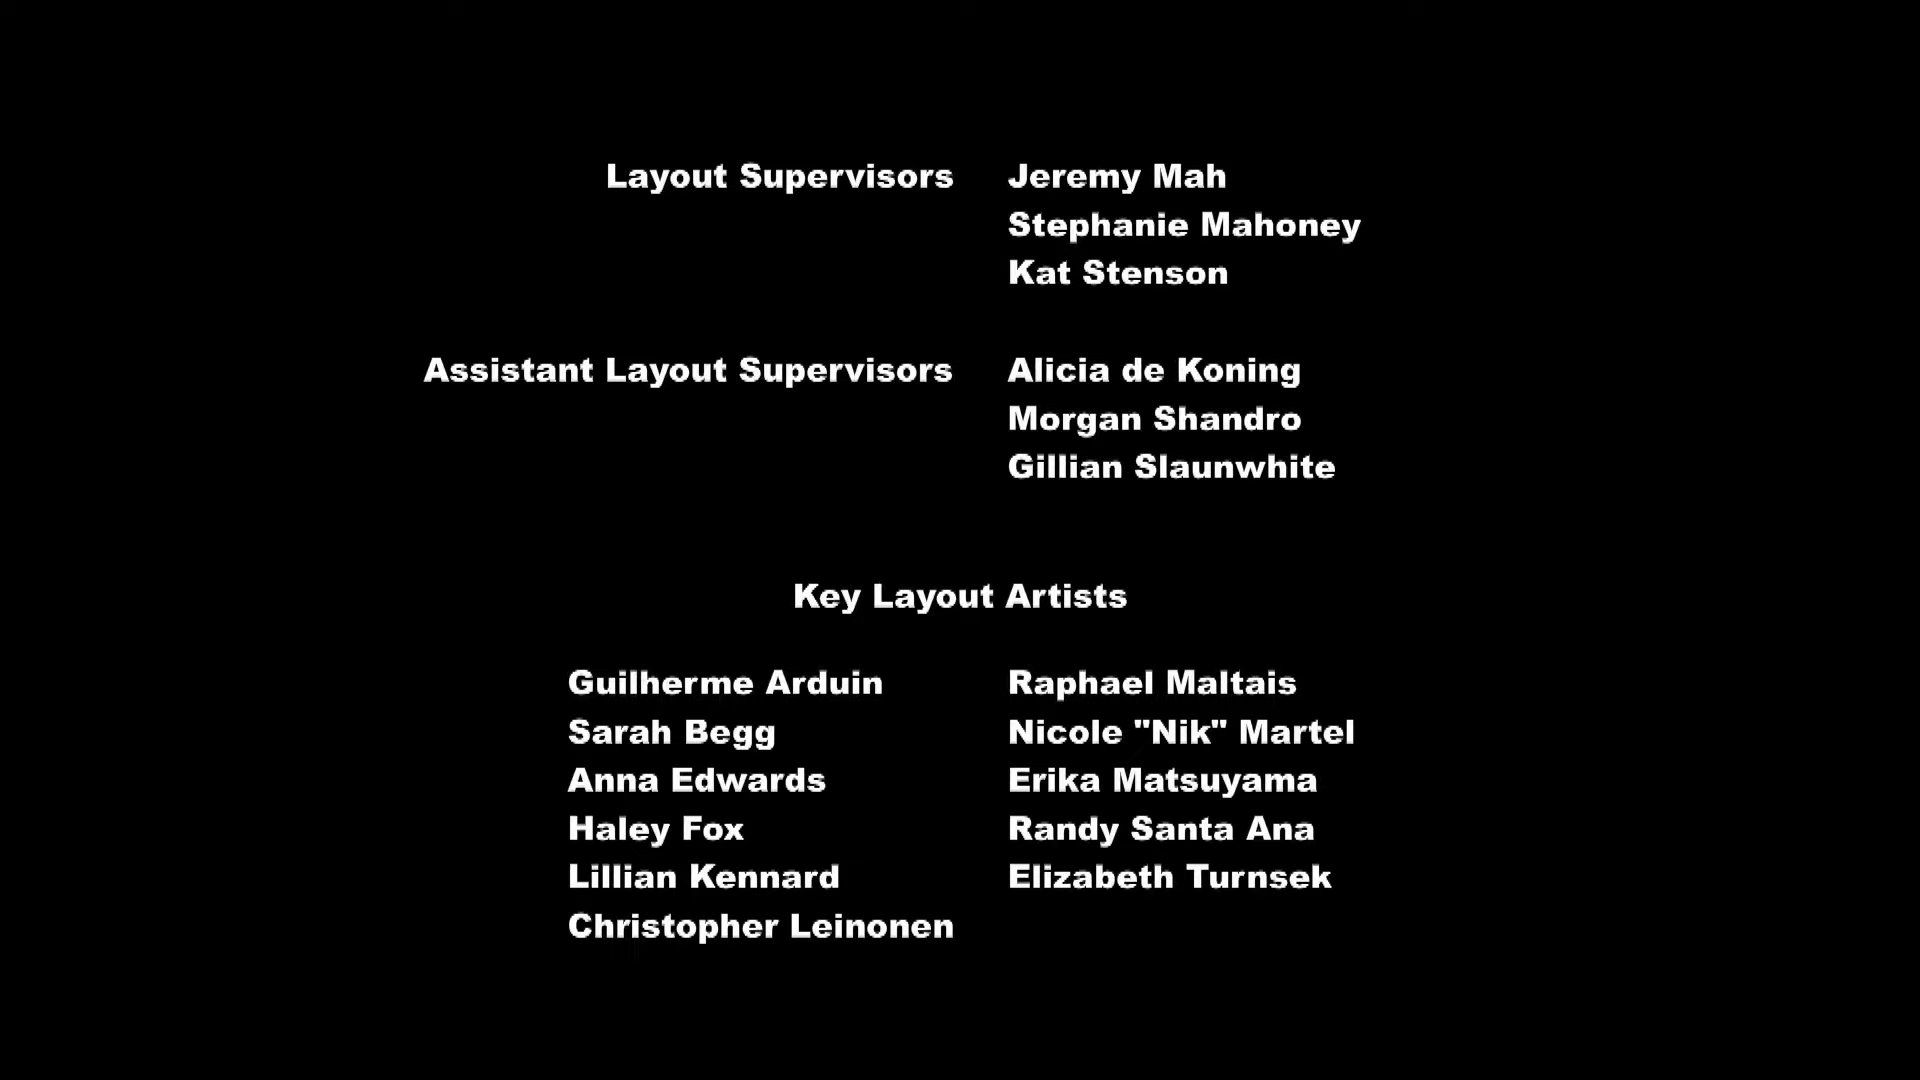 Layout Supervisors Jeremy Mah
Stephanie Mahoney
Kat Stenson
Assistant Layout Supervisors Alicia de Koning
Morgan Shandro
Gillian Slaunwhite
Key Layout Artists
Guilherme Arduin Raphael Maltais
Sarah Begg Nicole "Nik" Martel
Anna Edwards Erika Matsuyama
Haley Fox Randy Santa Ana
Lillian Kennard Elizabeth Turnsek
Christopher Leinonen